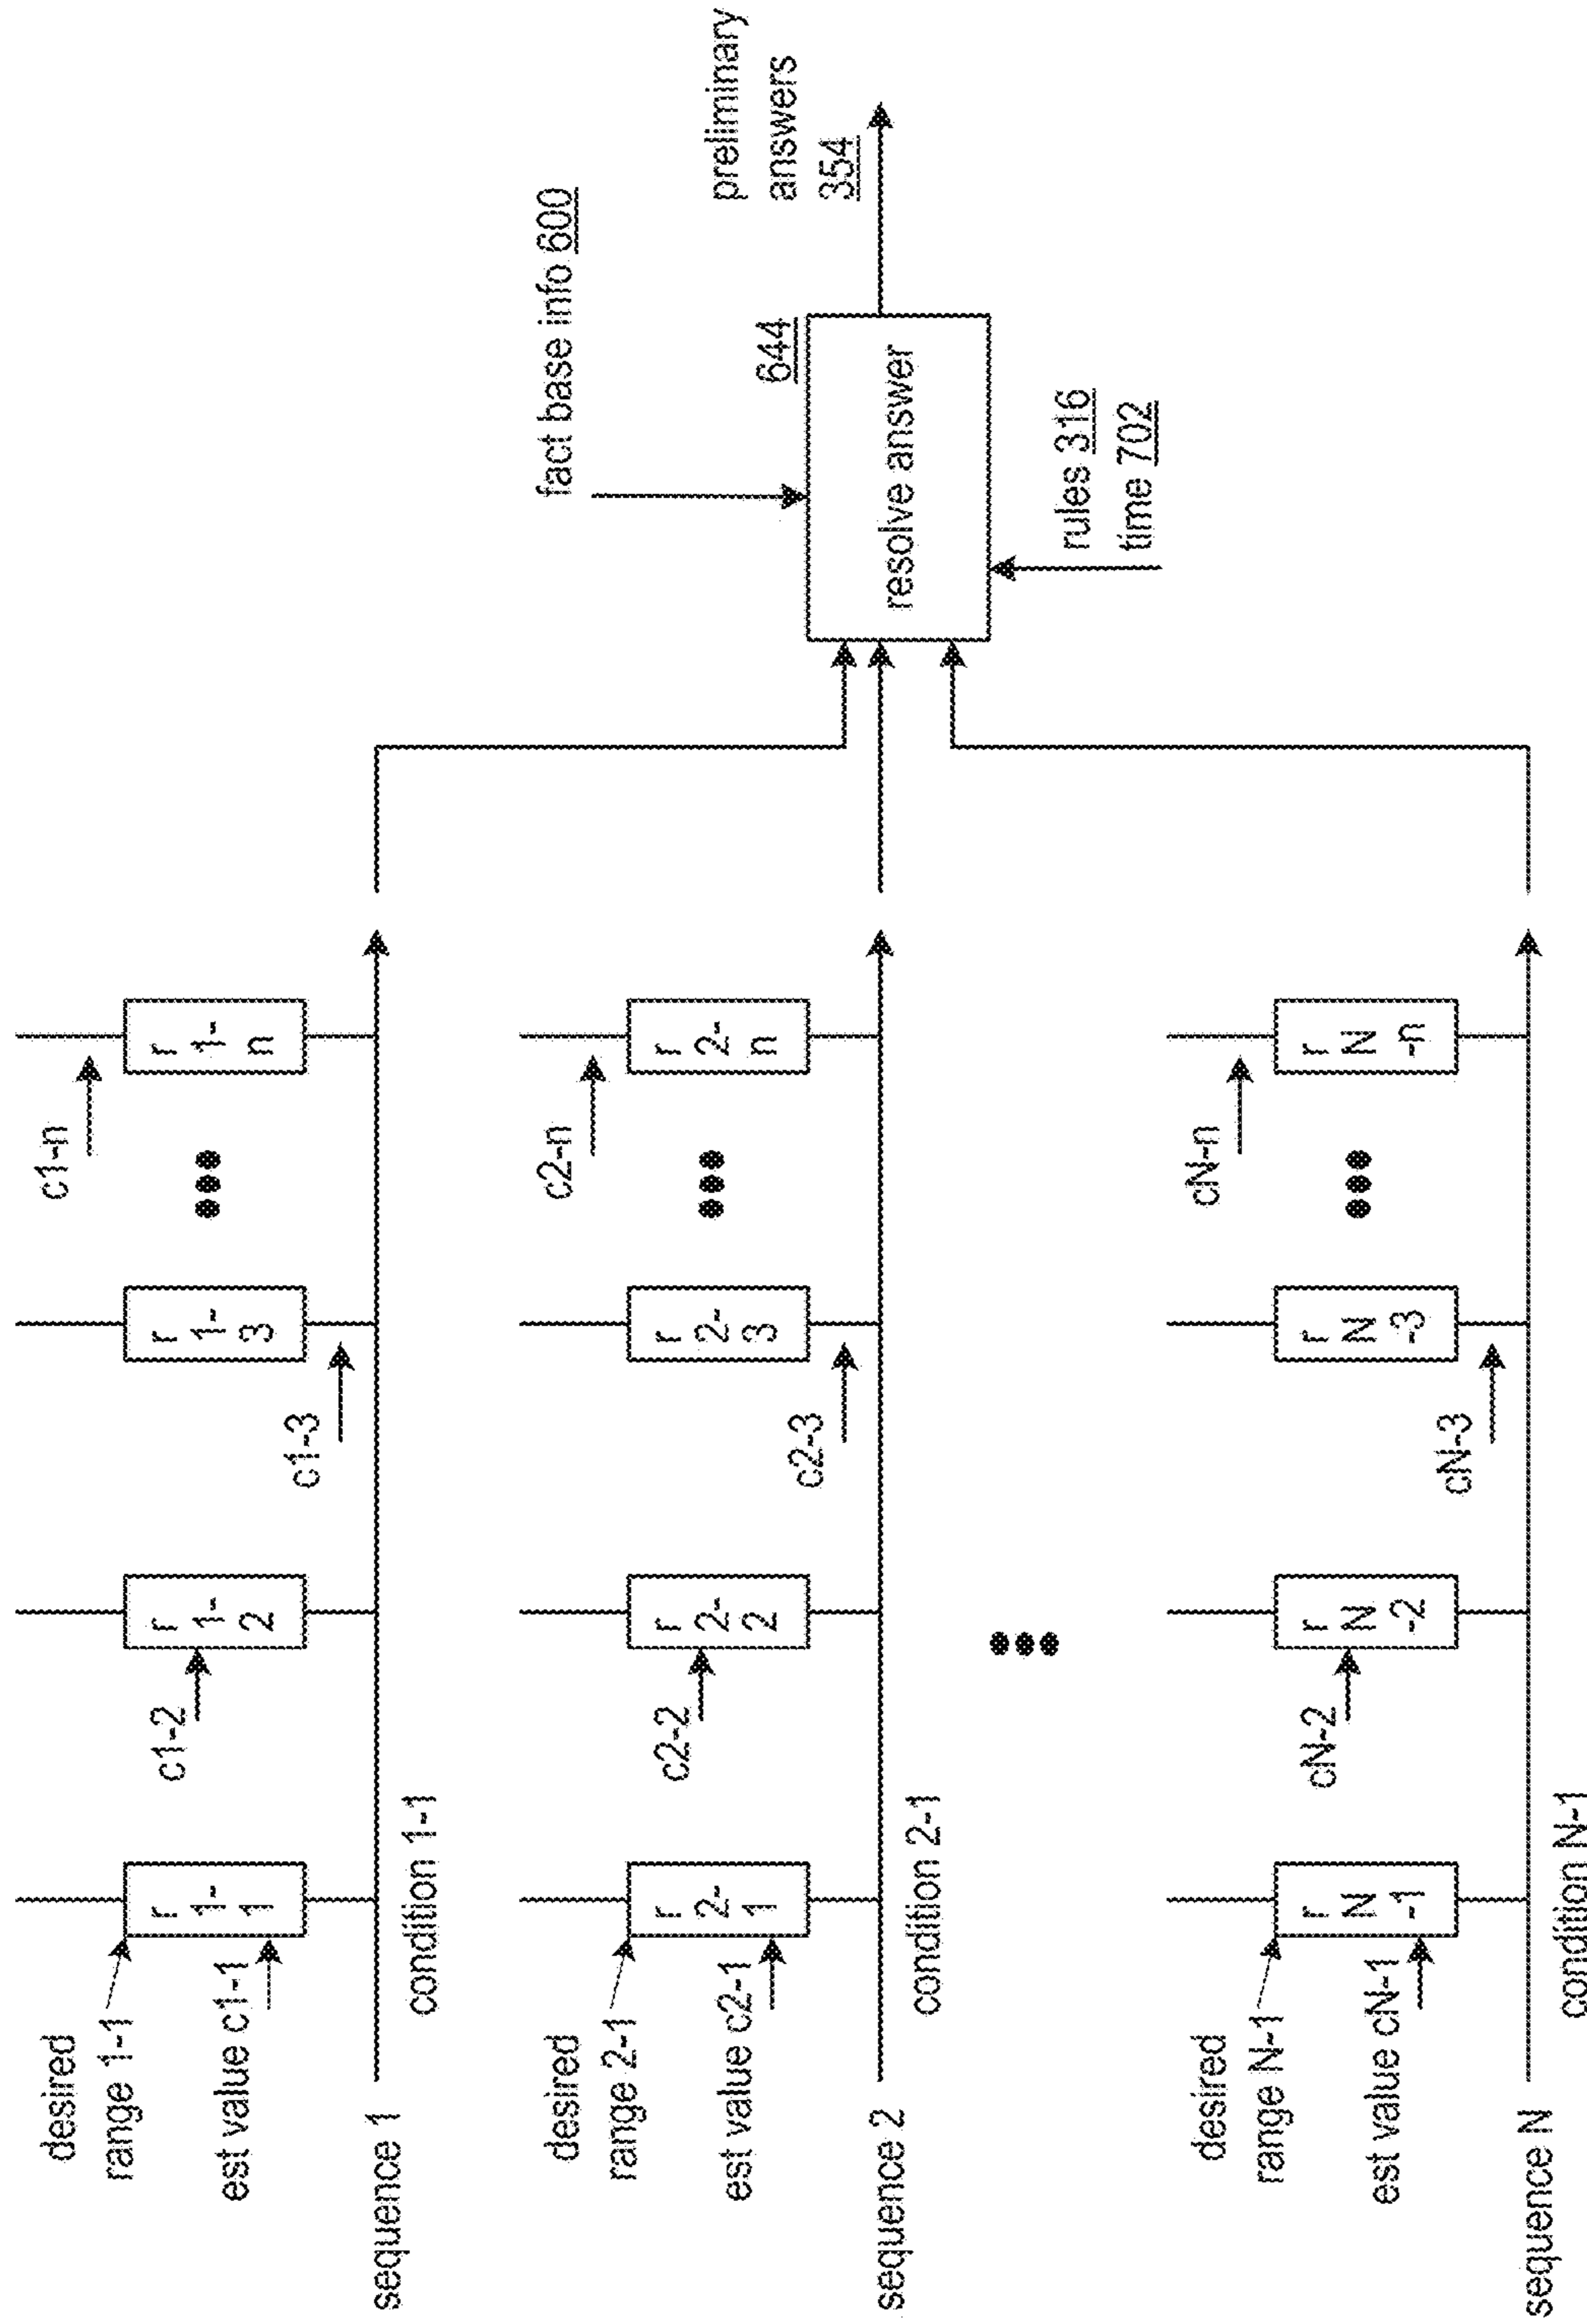 desired
range 1-1
est value c1-1
r
1-
1
c1-2
r
1-
2
c1-3
r
1-
3
c1-n
r
1-
n
sequence 1
condition 1-1
desired
range 2-1
est value c2-1
r
2-
1
c2-2
r
2-
2
c2-3
r
2-
3
c2-n
r
2-
n
sequence 2
condition 2-1
desired
range N-1
est value cN-1
r
N
-1
cN-2
r
N
-2
cN-3
r
N
-3
cN-n
r
N
-n
sequence N
condition N-1
fact base info 600
644
resolve answer
rules 316
time 702
preliminary
answers
354